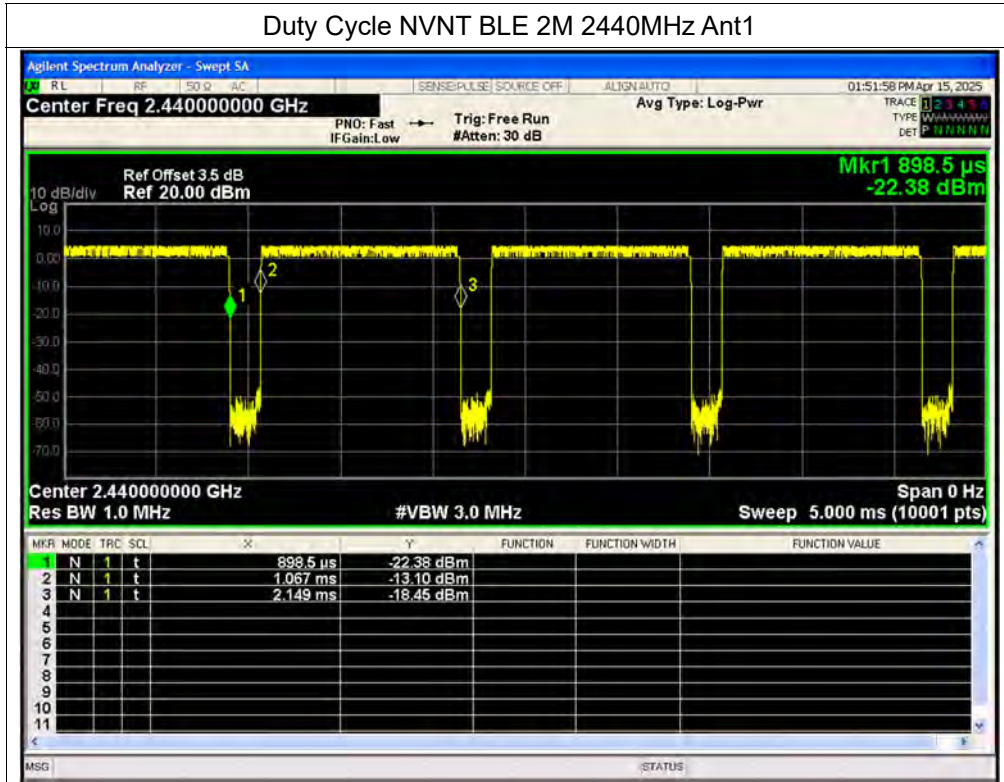 Duty Cycle NVNT BLE 2M 2440MHz Ant1
Agilent Spectrum Analyzer - Swept SA
LXI RL RF 50 Ω AC SENSE:PULSE SOURCE OFF ALIGN AUTO 01:51:58 PM Apr 15, 2025
Center Freq 2.440000000 GHz Avg Type: Log-Pwr TRACE 1 2 3 4 5 6
PNO: Fast Trig: Free Run TYPE W
IFGain:Low #Atten: 30 dB DET P N N N N N
Mkr1 898.5 µs
Ref Offset 3.5 dB
10 dB/div Ref 20.00 dBm -22.38 dBm
Log
10.0
0.00
-10.0
-20.0
-30.0
-40.0
-50.0
-60.0
-70.0
1
2
3
Center 2.440000000 GHz Span 0 Hz
Res BW 1.0 MHz #VBW 3.0 MHz Sweep 5.000 ms (10001 pts)
MKR MODE TRC SCL X Y FUNCTION FUNCTION WIDTH FUNCTION VALUE
1 N 1 t 898.5 µs -22.38 dBm
2 N 1 t 1.067 ms -13.10 dBm
3 N 1 t 2.149 ms -18.45 dBm
4
5
6
7
8
9
10
11
MSG STATUS